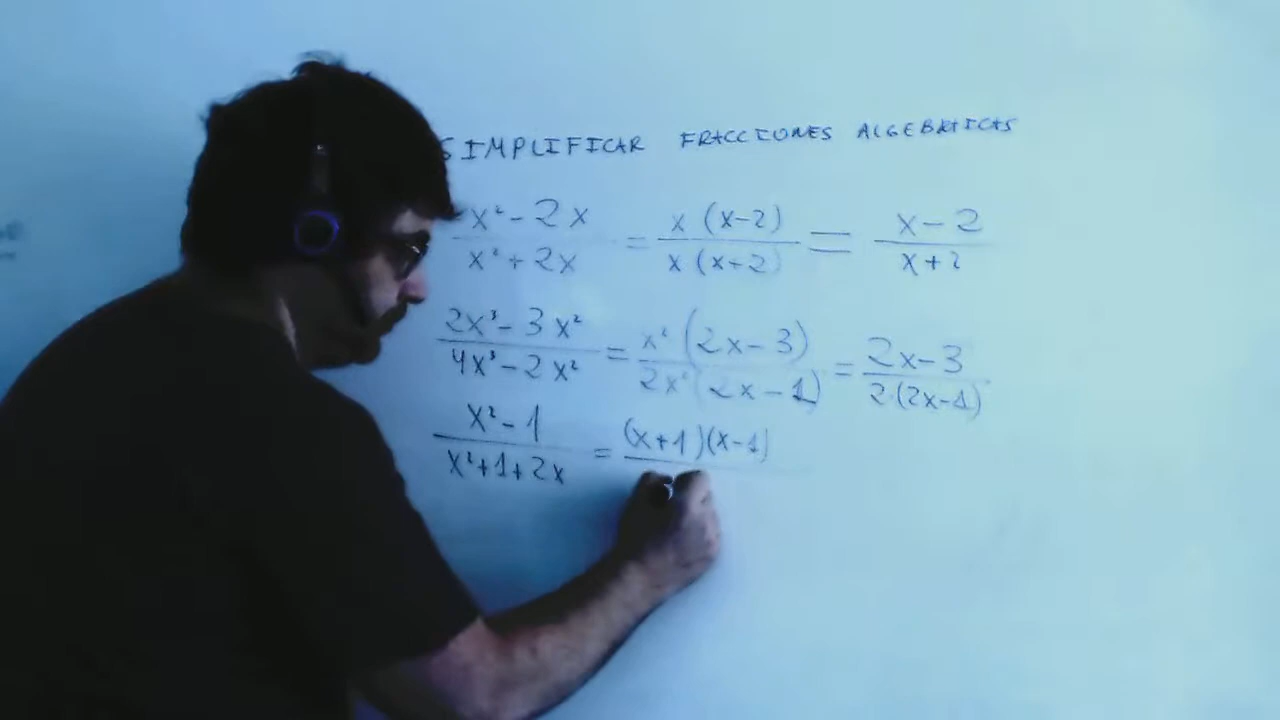 SIMPLIFICAR FRACCIONES ALGEBRAICAS
x² - 2x / x² + 2x = x (x-2) / x (x+2) = x - 2 / x + 2
2x³ - 3x² / 4x³ - 2x² = x² (2x - 3) / 2x² (2x - 1) = 2x - 3 / 2 (2x - 1)
x² - 1 / x² + 1 + 2x = (x+1)(x-1)